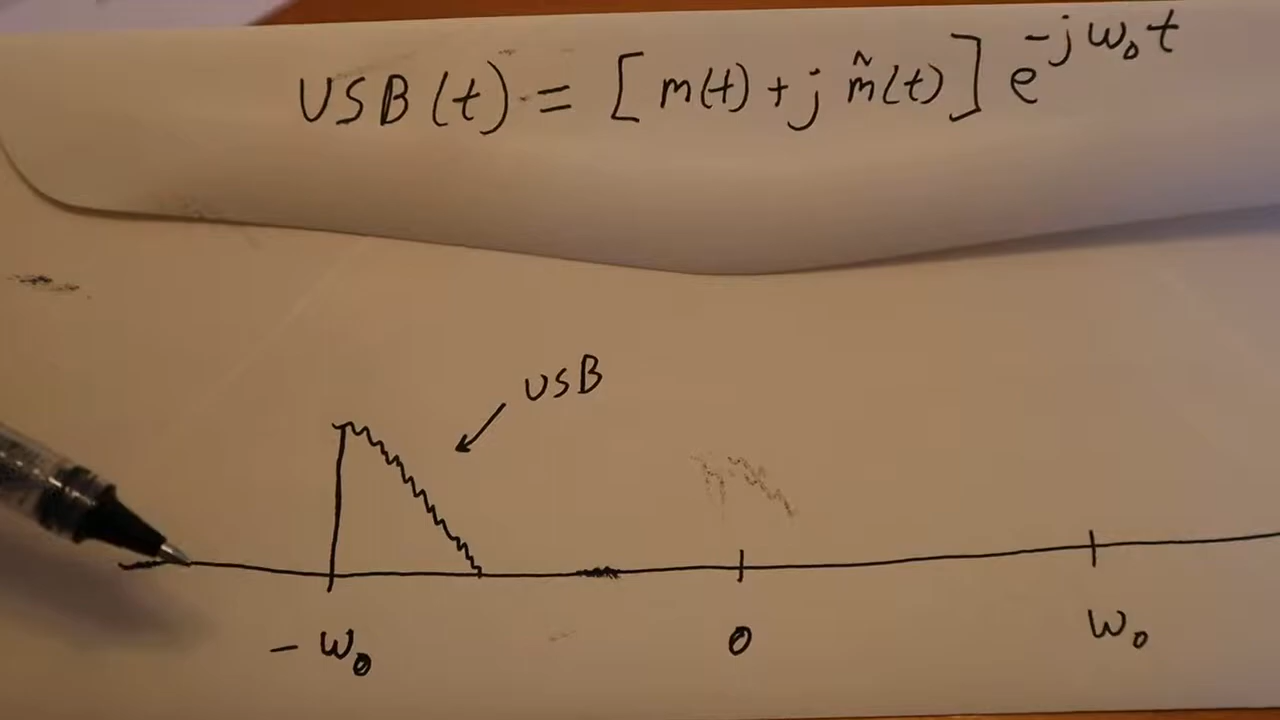 USB(t) = [m(t) + j m̃(t)] e^{-jω₀t}
USB
-ω₀ 0 ω₀